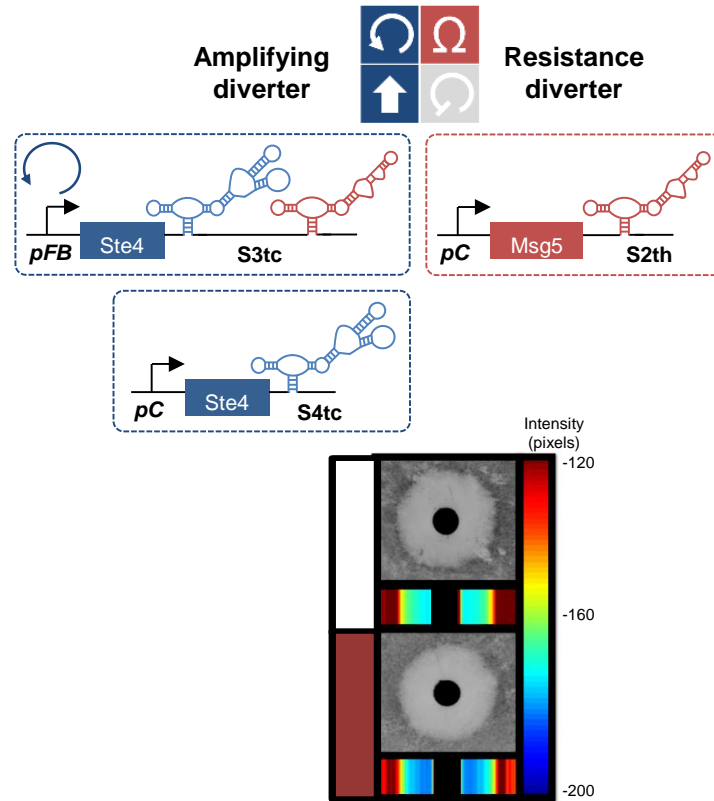 Amplifying
diverter
Ω
Resistance
diverter
pFB
Ste4
S3tc
pC
Msg5
S2th
pC
Ste4
S4tc
Intensity
(pixels)
-120
-160
-200